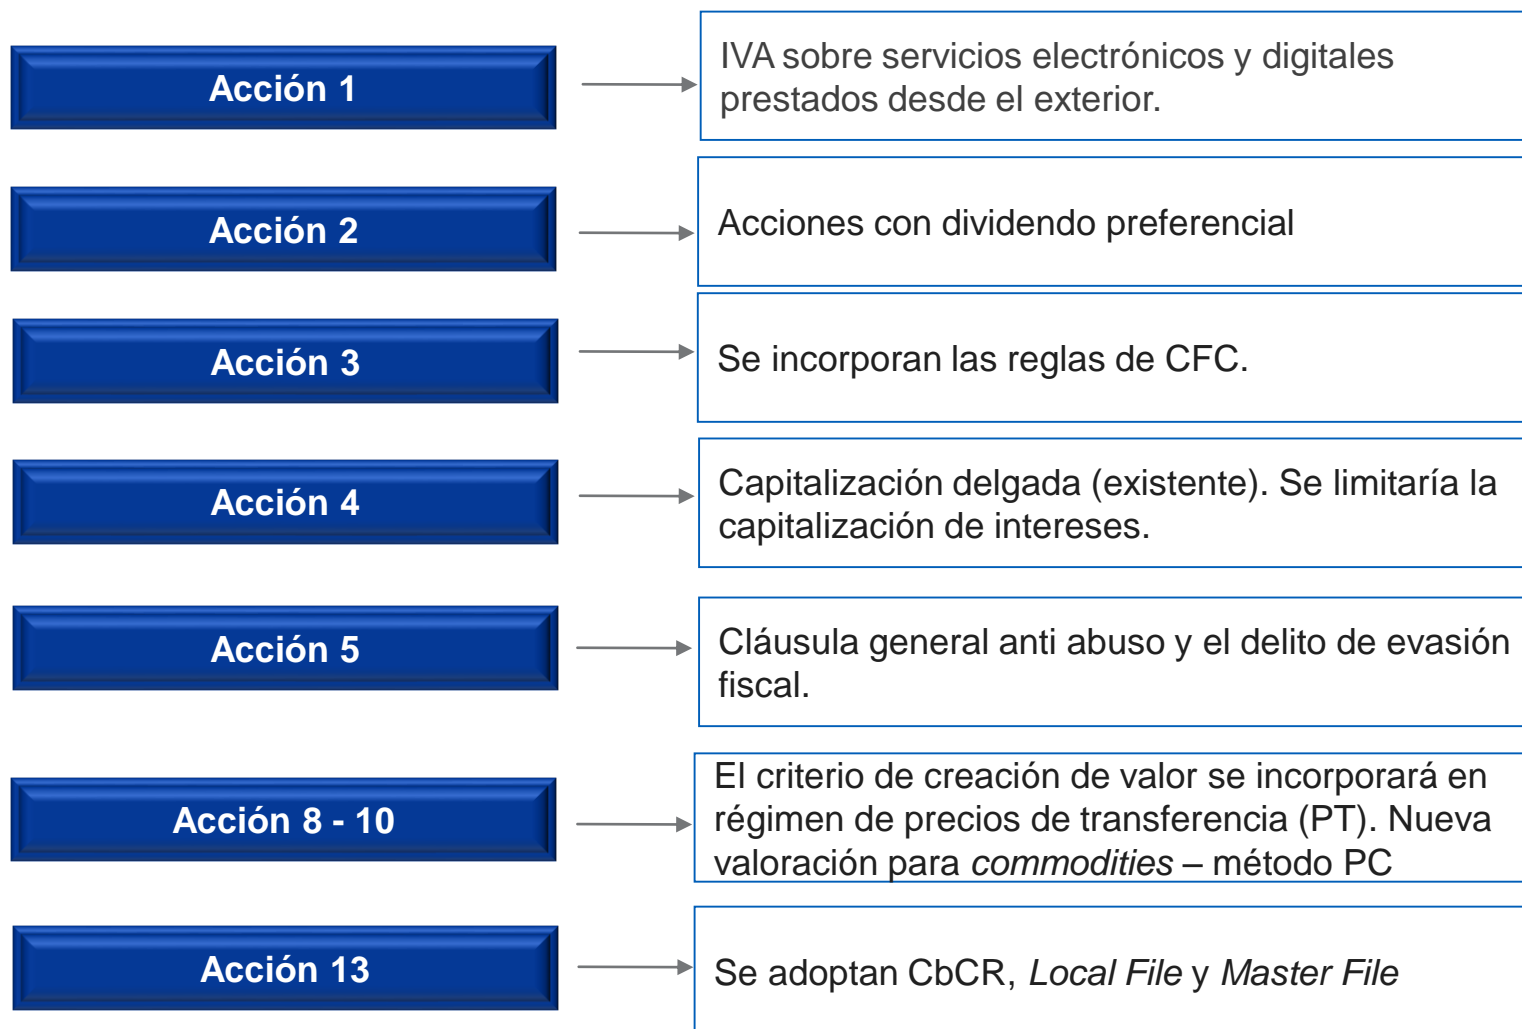 Acción 1
IVA sobre servicios electrónicos y digitales
prestados desde el exterior.
Acción 2
Acciones con dividendo preferencial
Acción 3
Se incorporan las reglas de CFC.
Acción 4
Capitalización delgada (existente). Se limitaría la
capitalización de intereses.
Acción 5
Cláusula general anti abuso y el delito de evasión
fiscal.
Acción 8 - 10
El criterio de creación de valor se incorporará en
régimen de precios de transferencia (PT). Nueva
valoración para commodities – método PC
Acción 13
Se adoptan CbCR, Local File y Master File